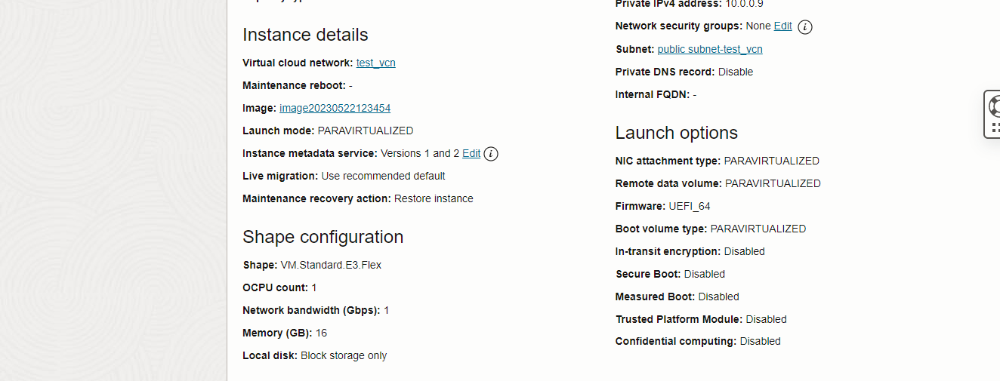 Instance details
Virtual cloud network: test_vcn
Maintenance reboot: -
Image: image20230522123454
Launch mode: PARAVIRTUALIZED
Instance metadata service: Versions 1 and 2 Edit
Live migration: Use recommended default
Maintenance recovery action: Restore instance
Shape configuration
Shape: VM.Standard.E3.Flex
OCPU count: 1
Network bandwidth (Gbps): 1
Memory (GB): 16
Local disk: Block storage only
Private IPv4 address: 10.0.0.9
Network security groups: None Edit
Subnet: public subnet-test_vcn
Private DNS record: Disable
Internal FQDN: -
Launch options
NIC attachment type: PARAVIRTUALIZED
Remote data volume: PARAVIRTUALIZED
Firmware: UEFI_64
Boot volume type: PARAVIRTUALIZED
In-transit encryption: Disabled
Secure Boot: Disabled
Measured Boot: Disabled
Trusted Platform Module: Disabled
Confidential computing: Disabled